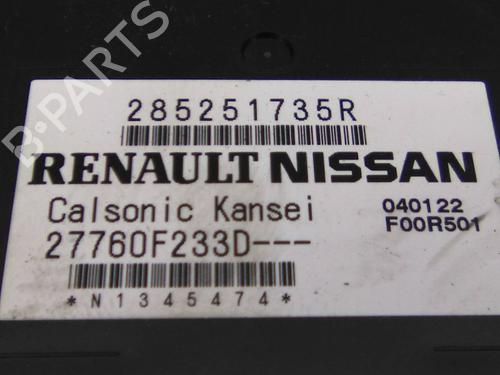 285251735R
RENAULT NISSAN
Calsonic Kansei
27760F233D---
040122
F00R501
*N1345474*
B-PARTS